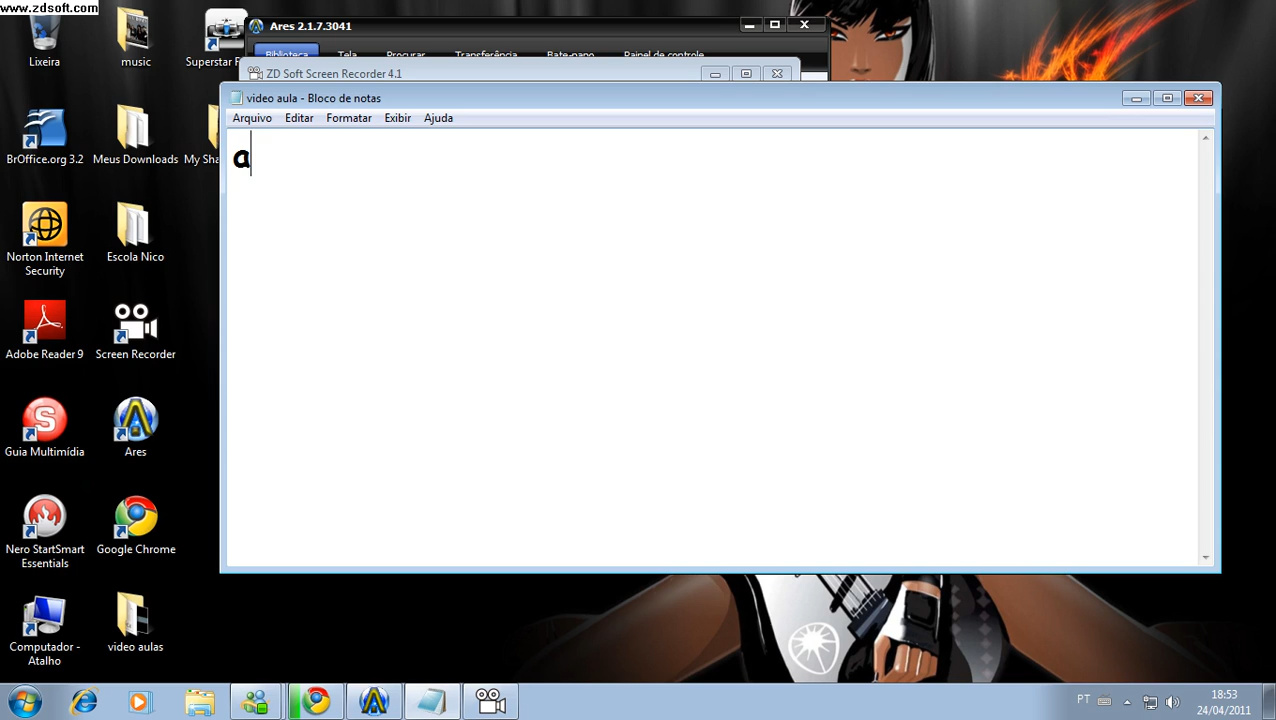 www.zdsoft.com
Ares 2.1.7.3041
Biblioteca Tela Procurar Transferência Bate-papo Painel de controle
ZD Soft Screen Recorder 4.1
video aula - Bloco de notas
Arquivo Editar Formatar Exibir Ajuda
a
Lixeira
music
Superstar
BrOffice.org 3.2
Meus Downloads
My Sha
Norton Internet
Security
Escola Nico
Adobe Reader 9
Screen Recorder
Guia Multimídia
Ares
Nero StartSmart
Essentials
Google Chrome
Computador -
Atalho
video aulas
PT
18:53
24/04/2011